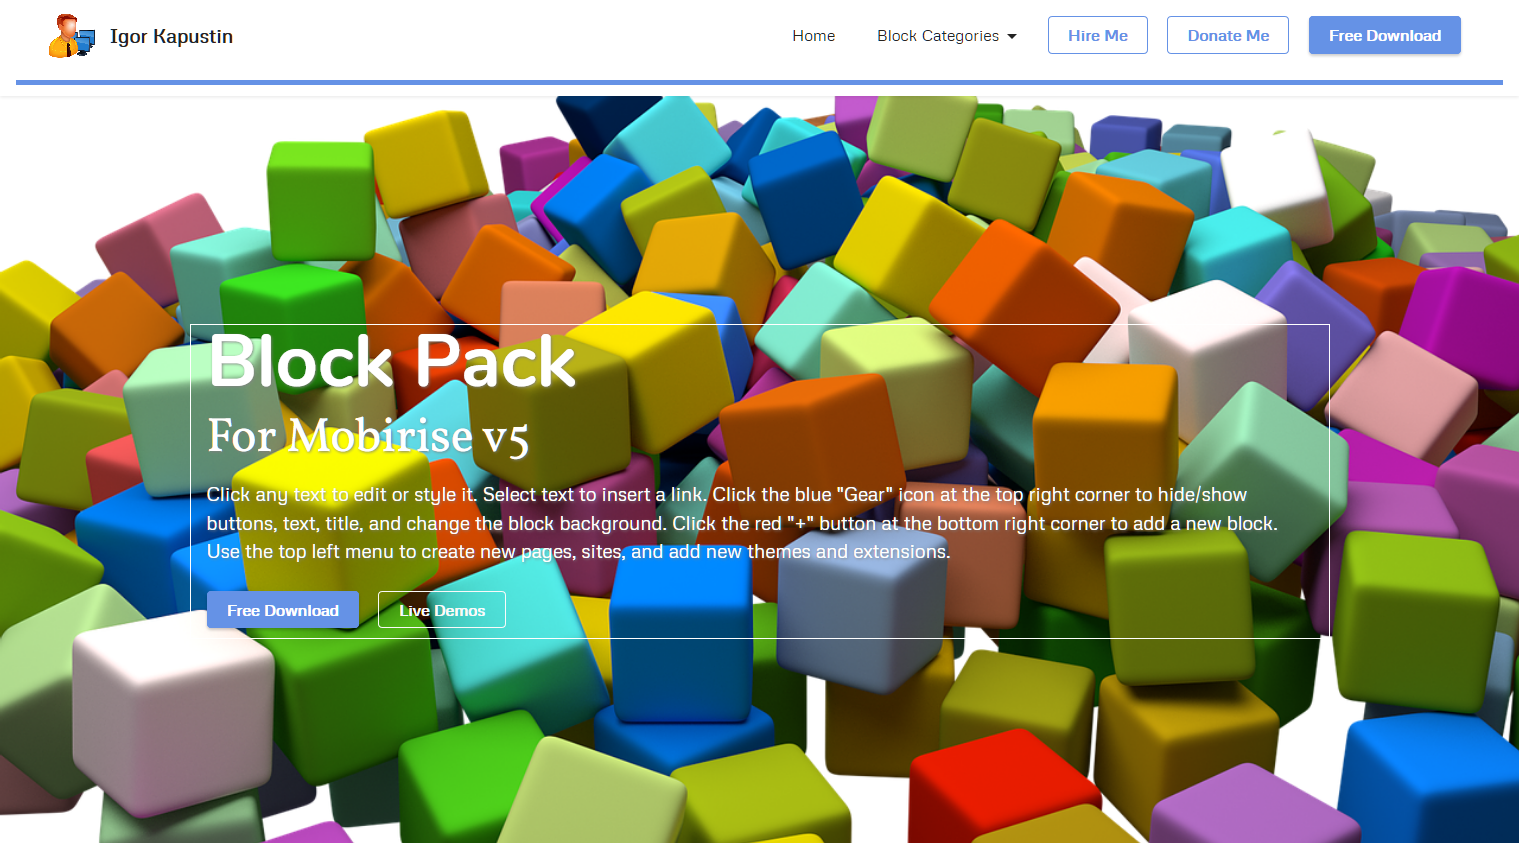 Igor Kapustin
Home
Block Categories
Hire Me
Donate Me
Free Download
Block Pack
For Mobirise v5
Click any text to edit or style it. Select text to insert a link. Click the blue "Gear" icon at the top right corner to hide/show
buttons, text, title, and change the block background. Click the red "+" button at the bottom right corner to add a new block.
Use the top left menu to create new pages, sites, and add new themes and extensions.
Free Download
Live Demos